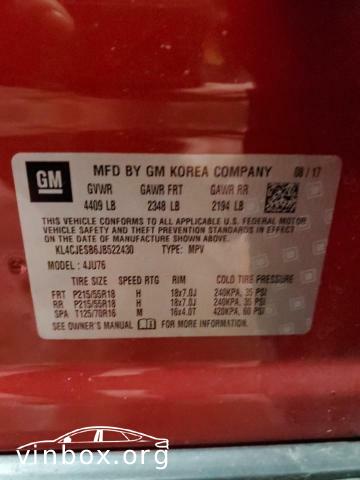 GM
MFD BY GM KOREA COMPANY 08/17
GVWR GAWR FRT GAWR RR
4409 LB 2348 LB 2194 LB
THIS VEHICLE CONFORMS TO ALL APPLICABLE U.S. FEDERAL MOTOR
VEHICLE SAFETY AND THEFT PREVENTION STANDARDS IN EFFECT
ON THE DATE OF MANUFACTURE SHOWN ABOVE.
KL4CJESB6JB522430 TYPE: MPV
MODEL: 4JU76
TIRE SIZE SPEED RTG RIM COLD TIRE PRESSURE
FRT P215/55R18 H 18x7.0J 240KPA, 35 PSI
RR P215/55R18 H 18x7.0J 240KPA, 35 PSI
SPA T125/70R16 M 16x4.0T 420KPA, 60 PSI
SEE OWNER'S MANUAL FOR MORE INFORMATION.
vinbox.org